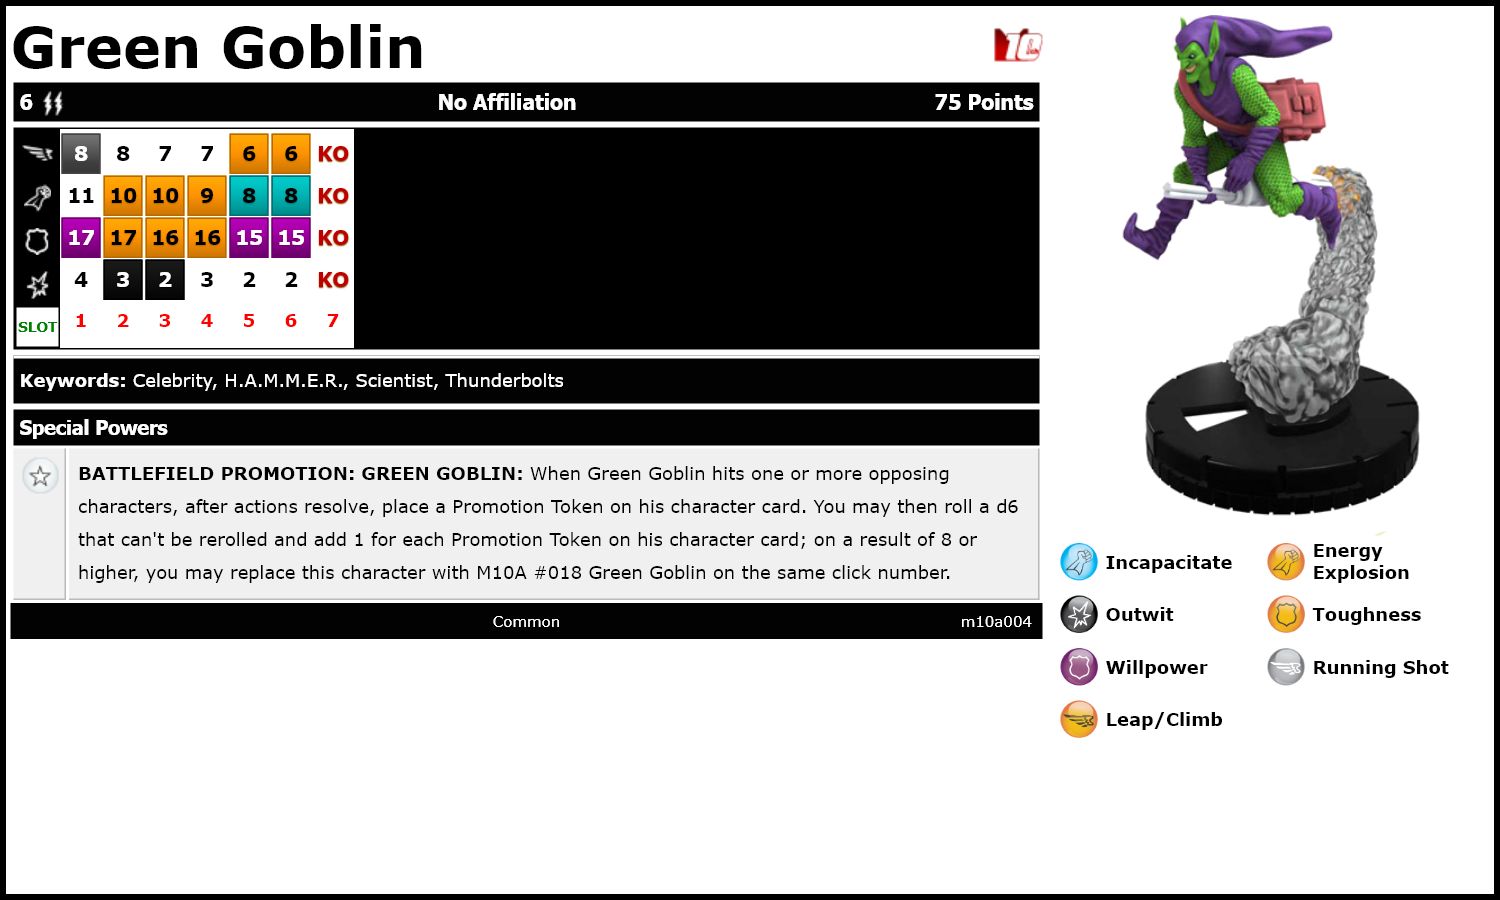 Green Goblin
6 No Affiliation 75 Points
8 8 7 7 6 6 KO
11 10 10 9 8 8 KO
17 17 16 16 15 15 KO
4 3 2 3 2 2 KO
SLOT 1 2 3 4 5 6 7
Keywords: Celebrity, H.A.M.M.E.R., Scientist, Thunderbolts
Special Powers
BATTLEFIELD PROMOTION: GREEN GOBLIN: When Green Goblin hits one or more opposing
characters, after actions resolve, place a Promotion Token on his character card. You may then roll a d6
that can't be rerolled and add 1 for each Promotion Token on his character card; on a result of 8 or
higher, you may replace this character with M10A #018 Green Goblin on the same click number.
Common m10a004
Incapacitate
Energy
Explosion
Outwit
Toughness
Willpower
Running Shot
Leap/Climb